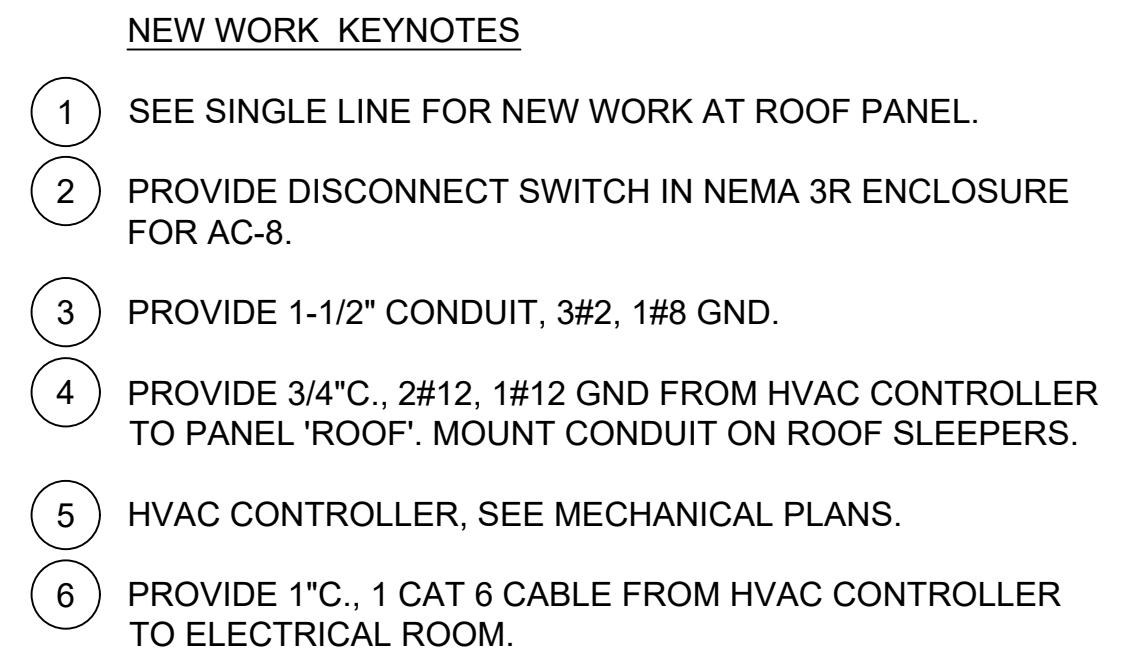 NEW WORK KEYNOTES
1 SEE SINGLE LINE FOR NEW WORK AT ROOF PANEL.
2 PROVIDE DISCONNECT SWITCH IN NEMA 3R ENCLOSURE
FOR AC-8.
3 PROVIDE 1-1/2" CONDUIT, 3#2, 1#8 GND.
4 PROVIDE 3/4"C., 2#12, 1#12 GND FROM HVAC CONTROLLER
TO PANEL 'ROOF'. MOUNT CONDUIT ON ROOF SLEEPERS.
5 HVAC CONTROLLER, SEE MECHANICAL PLANS.
6 PROVIDE 1"C., 1 CAT 6 CABLE FROM HVAC CONTROLLER
TO ELECTRICAL ROOM.